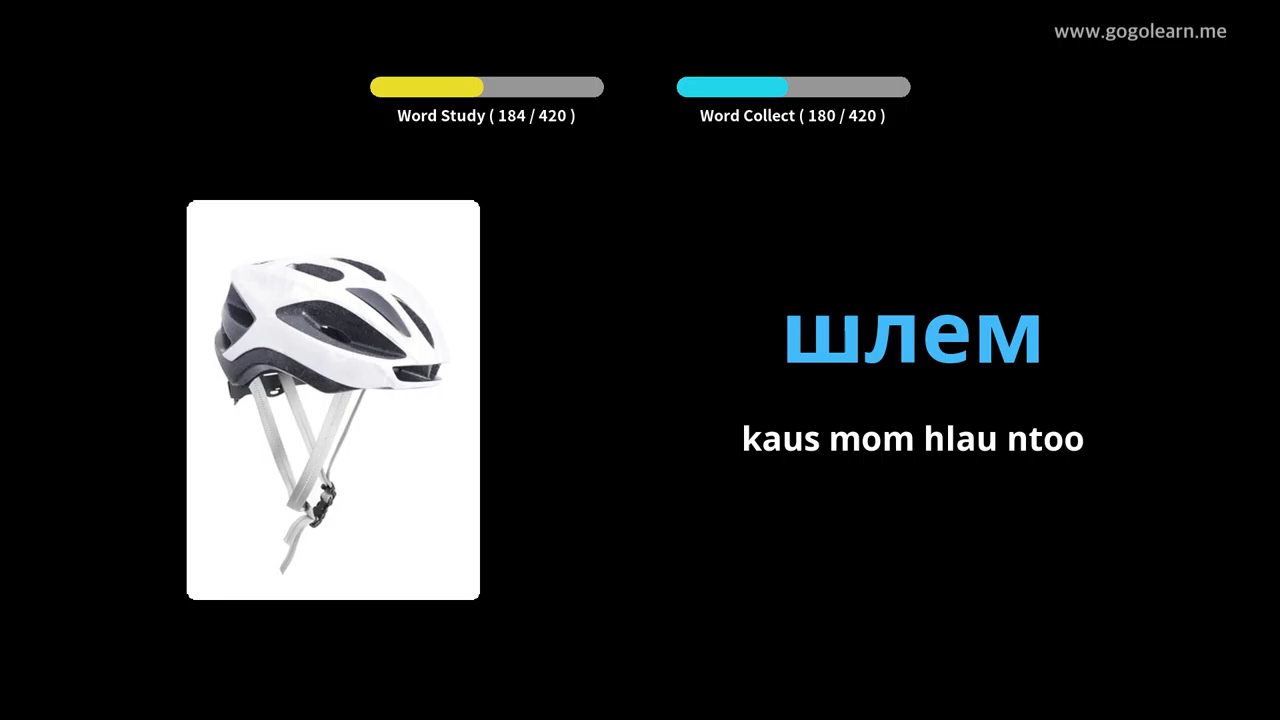 www.gogolearn.me
Word Study ( 184 / 420 )
Word Collect ( 180 / 420 )
шлем
kaus mom hlau ntoo